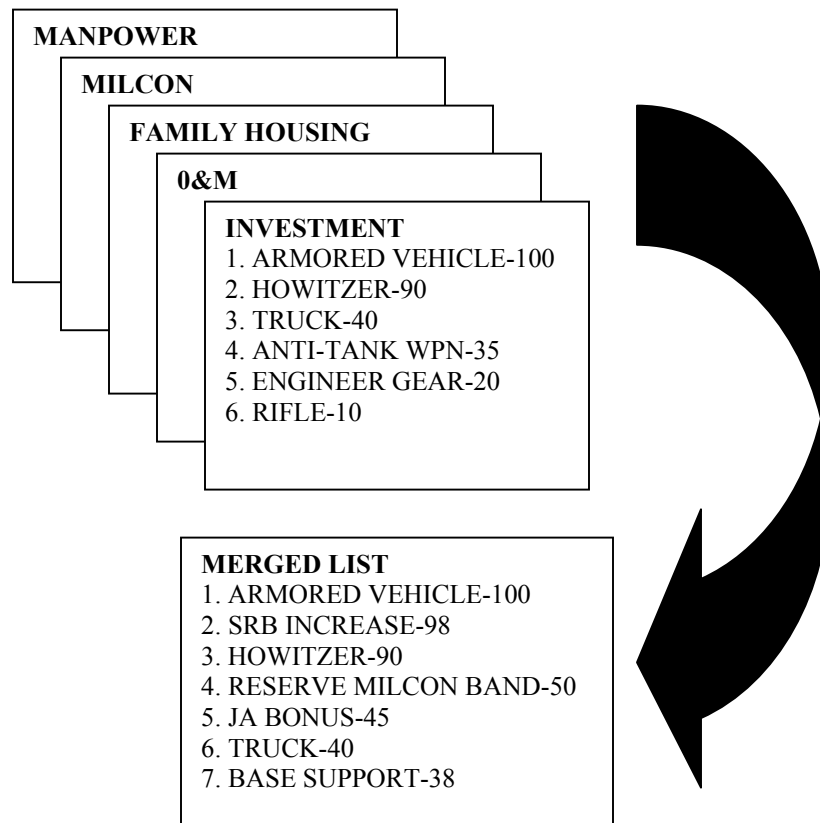 MANPOWER
MILCON
FAMILY HOUSING
0&M
INVESTMENT
1. ARMORED VEHICLE-100
2. HOWITZER-90
3. TRUCK-40
4. ANTI-TANK WPN-35
5. ENGINEER GEAR-20
6. RIFLE-10
MERGED LIST
1. ARMORED VEHICLE-100
2. SRB INCREASE-98
3. HOWITZER-90
4. RESERVE MILCON BAND-50
5. JA BONUS-45
6. TRUCK-40
7. BASE SUPPORT-38